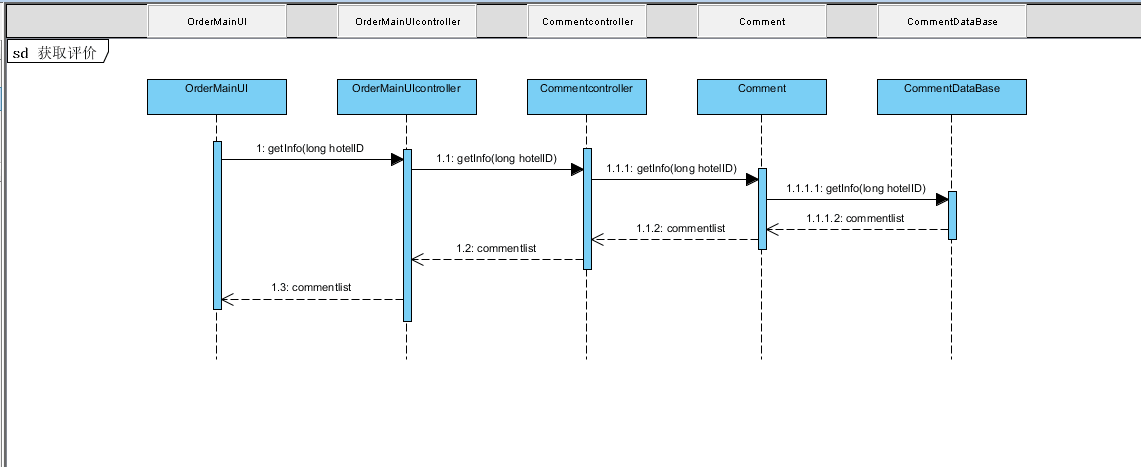 OrderMainUI
OrderMainUIcontroller
Commentcontroller
Comment
CommentDataBase
sd 获取评价
OrderMainUI
OrderMainUIcontroller
Commentcontroller
Comment
CommentDataBase
1: getInfo(long hotelID
1.1: getInfo(long hotelID)
1.1.1: getInfo(long hotelID)
1.1.1.1: getInfo(long hotelID)
1.1.1.2: commentlist
1.1.2: commentlist
1.2: commentlist
1.3: commentlist